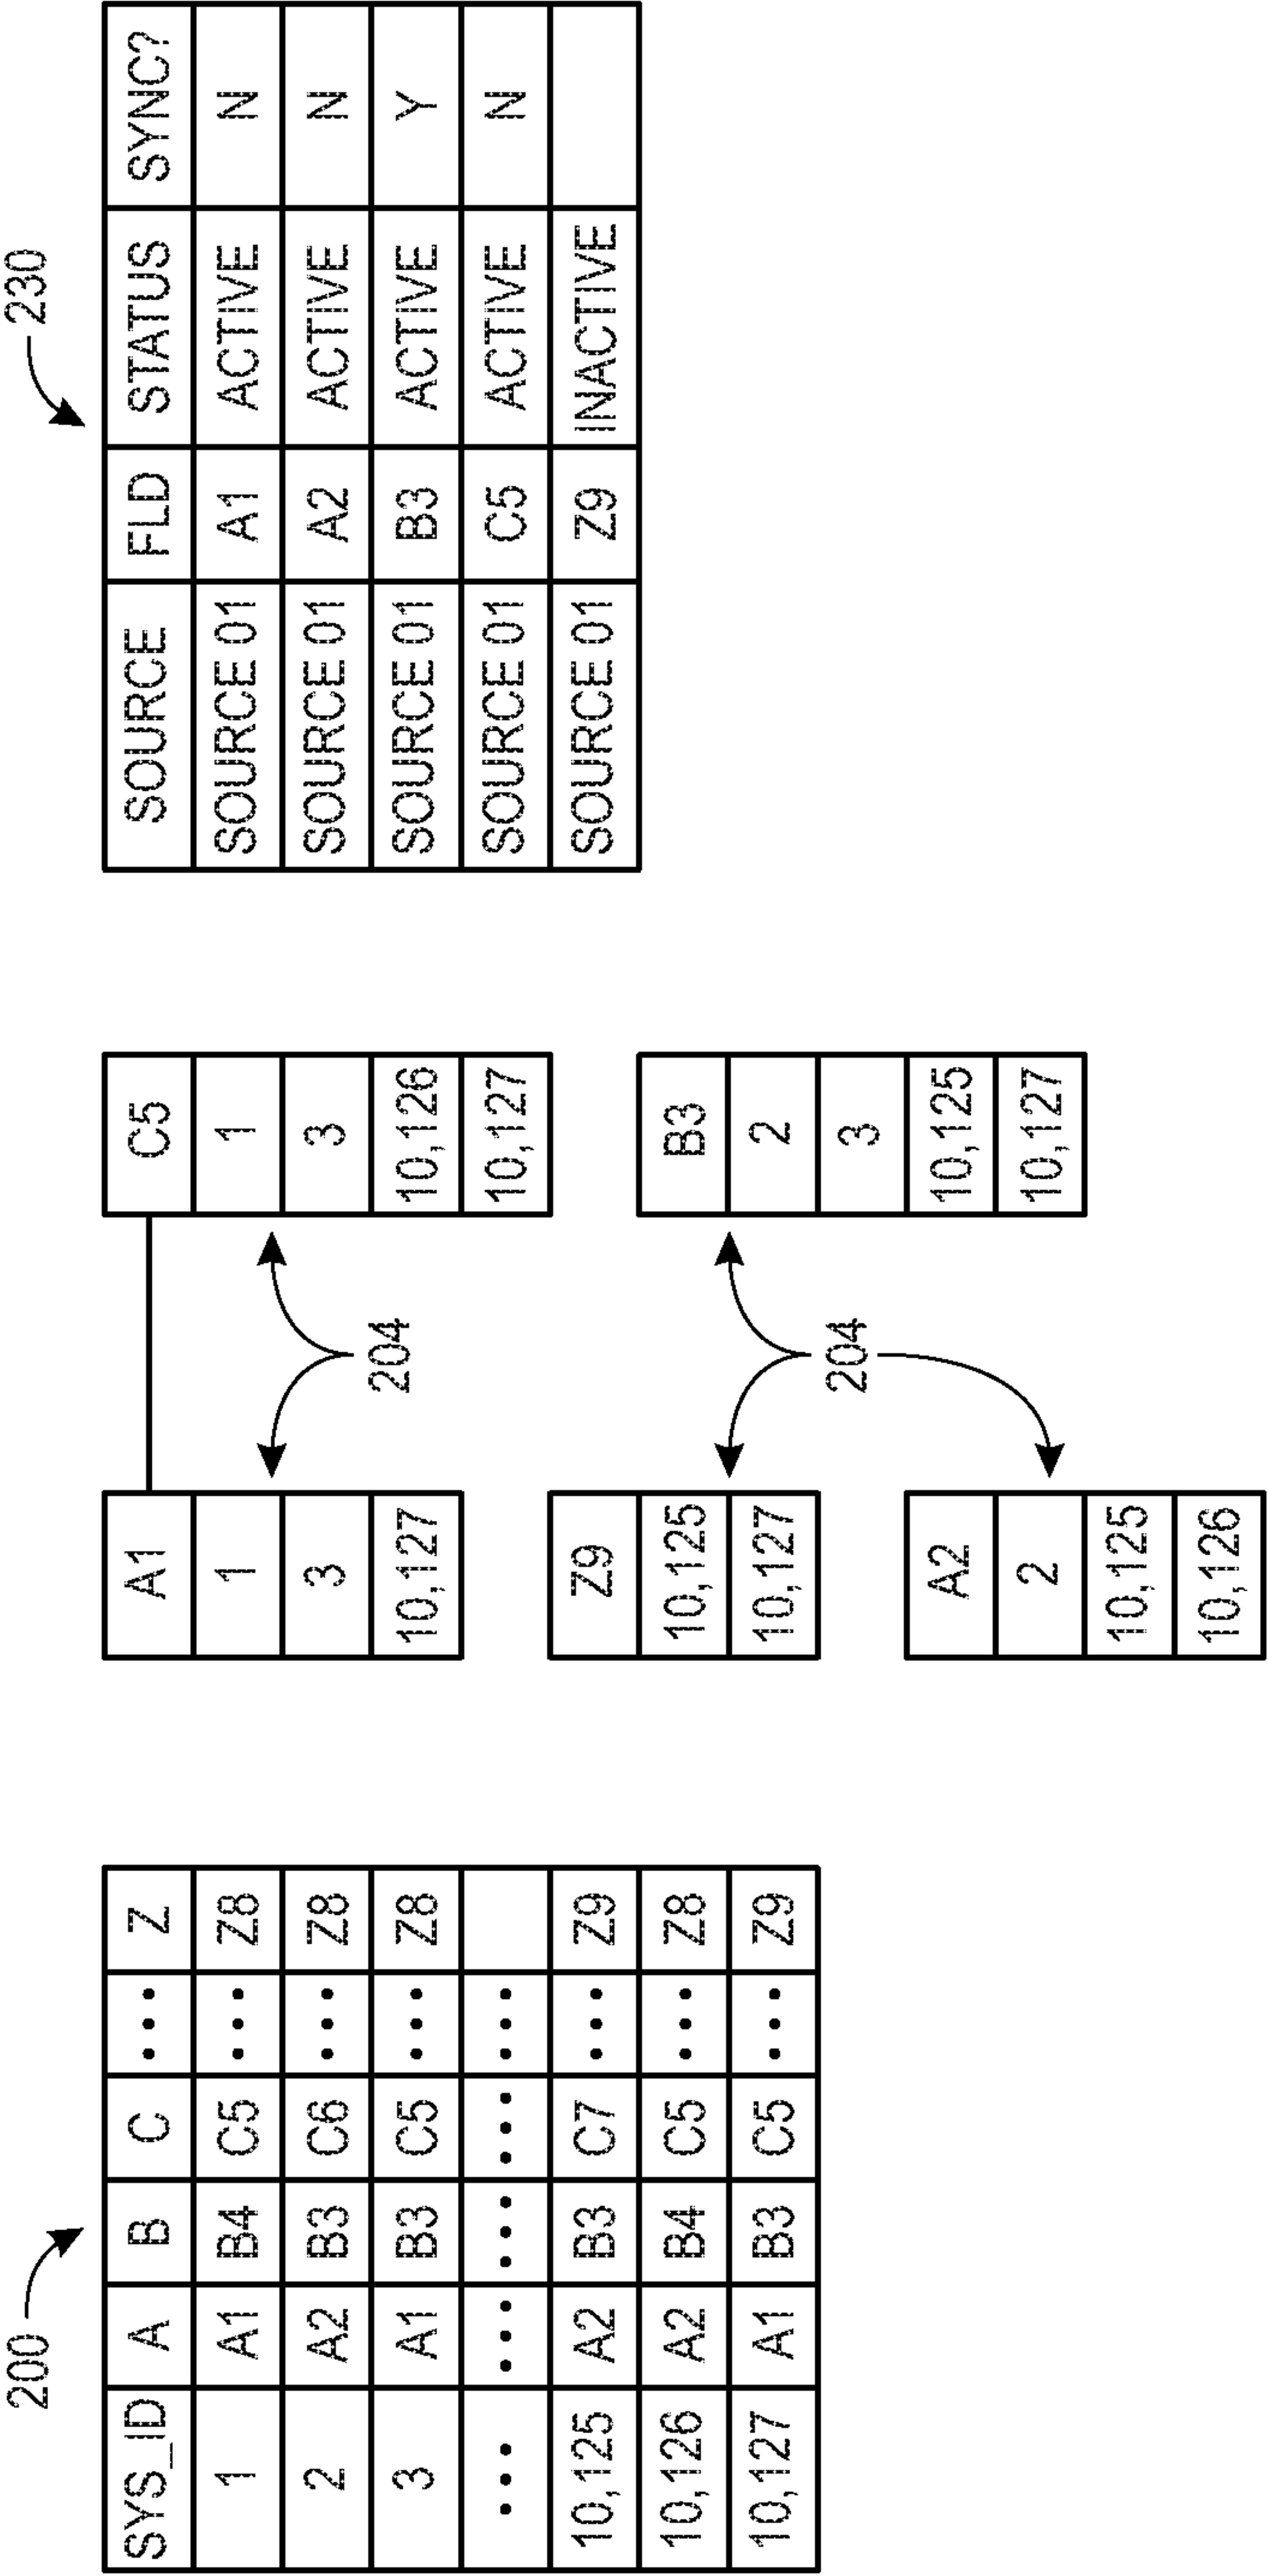 200
SYS_ID A B C ... Z
1 A1 B4 C5 ... Z8
2 A2 B3 C6 ... Z8
3 A1 B3 C5 ... Z8
... ... ... ... ...
10,125 A2 B3 C7 ... Z9
10,126 A2 B4 C5 ... Z8
10,127 A1 B3 C5 ... Z9
A1
1
3
10,127
C5
1
3
10,126
10,127
204
Z9
10,125
10,127
B3
2
3
10,125
10,127
204
A2
2
10,125
10,126
230
SOURCE FLD STATUS SYNC?
SOURCE 01 A1 ACTIVE N
SOURCE 01 A2 ACTIVE N
SOURCE 01 B3 ACTIVE Y
SOURCE 01 C5 ACTIVE N
SOURCE 01 Z9 INACTIVE